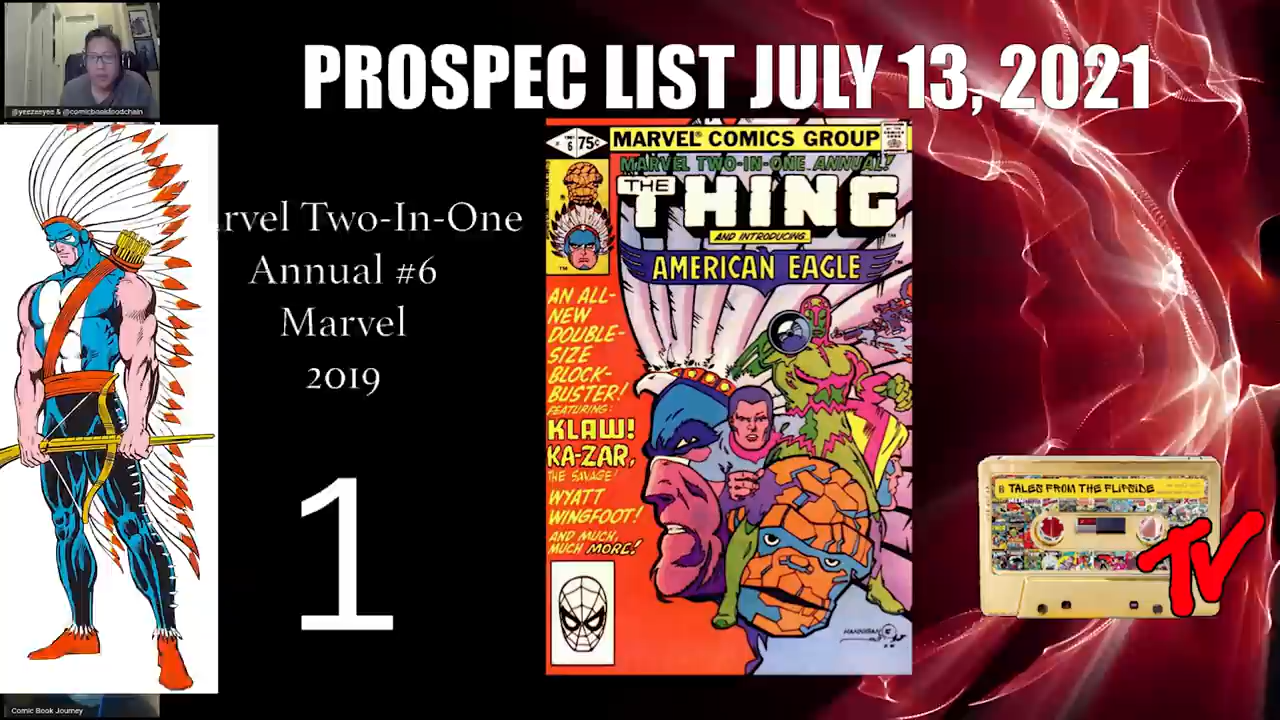 PROSPEC LIST JULY 13, 2021
@yeezeeyee & @comicbookfoodchain
rvel Two-In-One
Annual #6
Marvel
2019
1
6
75¢
MARVEL COMICS GROUP
MARVEL TWO-IN-ONE ANNUAL!
THE
THING
AND INTRODUCING...
AMERICAN EAGLE
AN ALL-
NEW
DOUBLE-
SIZE
BLOCK-
BUSTER!
FEATURING:
KLAW!
KA-ZAR,
THE SAVAGE!
WYATT
WINGFOOT!
AND MUCH,
MUCH MORE!
TALES FROM THE FLIPSIDE
TV
Comic Book Journey